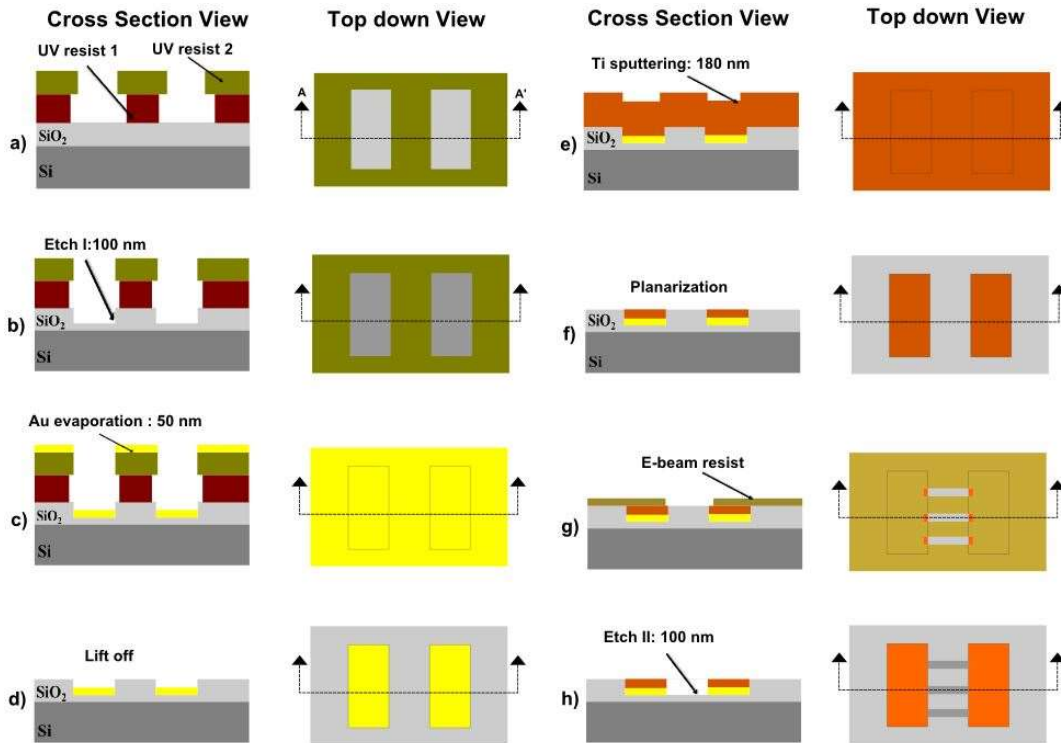 Cross Section View
Top down View
UV resist 1
UV resist 2
A
A'
SiO2
a)
Si
Etch I:100 nm
SiO2
b)
Si
Au evaporation : 50 nm
SiO2
c)
Si
Lift off
SiO2
d)
Si
Cross Section View
Top down View
Ti sputtering: 180 nm
SiO2
e)
Si
Planarization
SiO2
f)
E-beam resist
g)
Etch II: 100 nm
h)